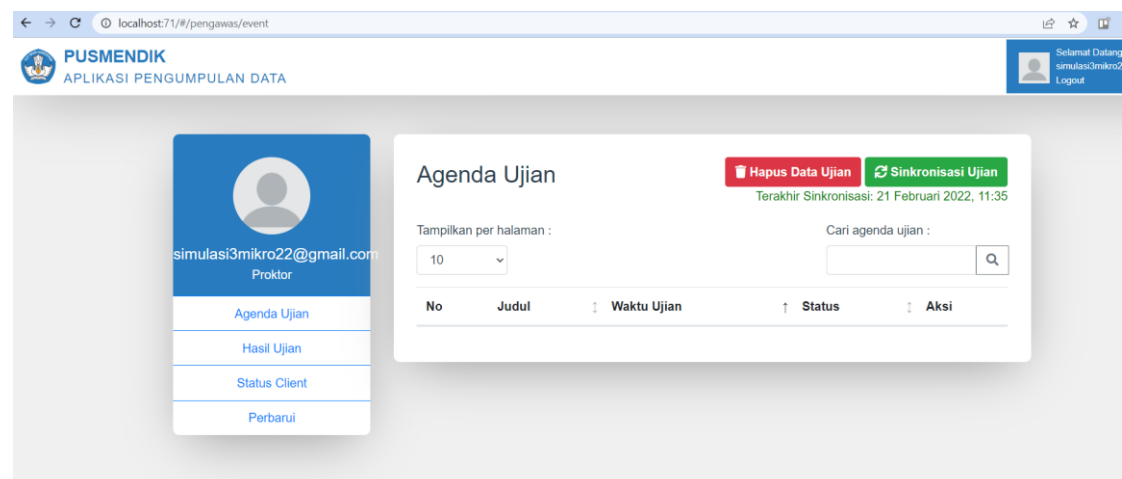 localhost:71/#/pengawas/event
PUSMENDIK
APLIKASI PENGUMPULAN DATA
Selamat Datang
simulasi3mikro2
Logout
simulasi3mikro22@gmail.com
Proktor
Agenda Ujian
Hasil Ujian
Status Client
Perbarui
Agenda Ujian
Hapus Data Ujian
Sinkronisasi Ujian
Terakhir Sinkronisasi: 21 Februari 2022, 11:35
Tampilkan per halaman :
Cari agenda ujian :
10
No Judul Waktu Ujian Status Aksi